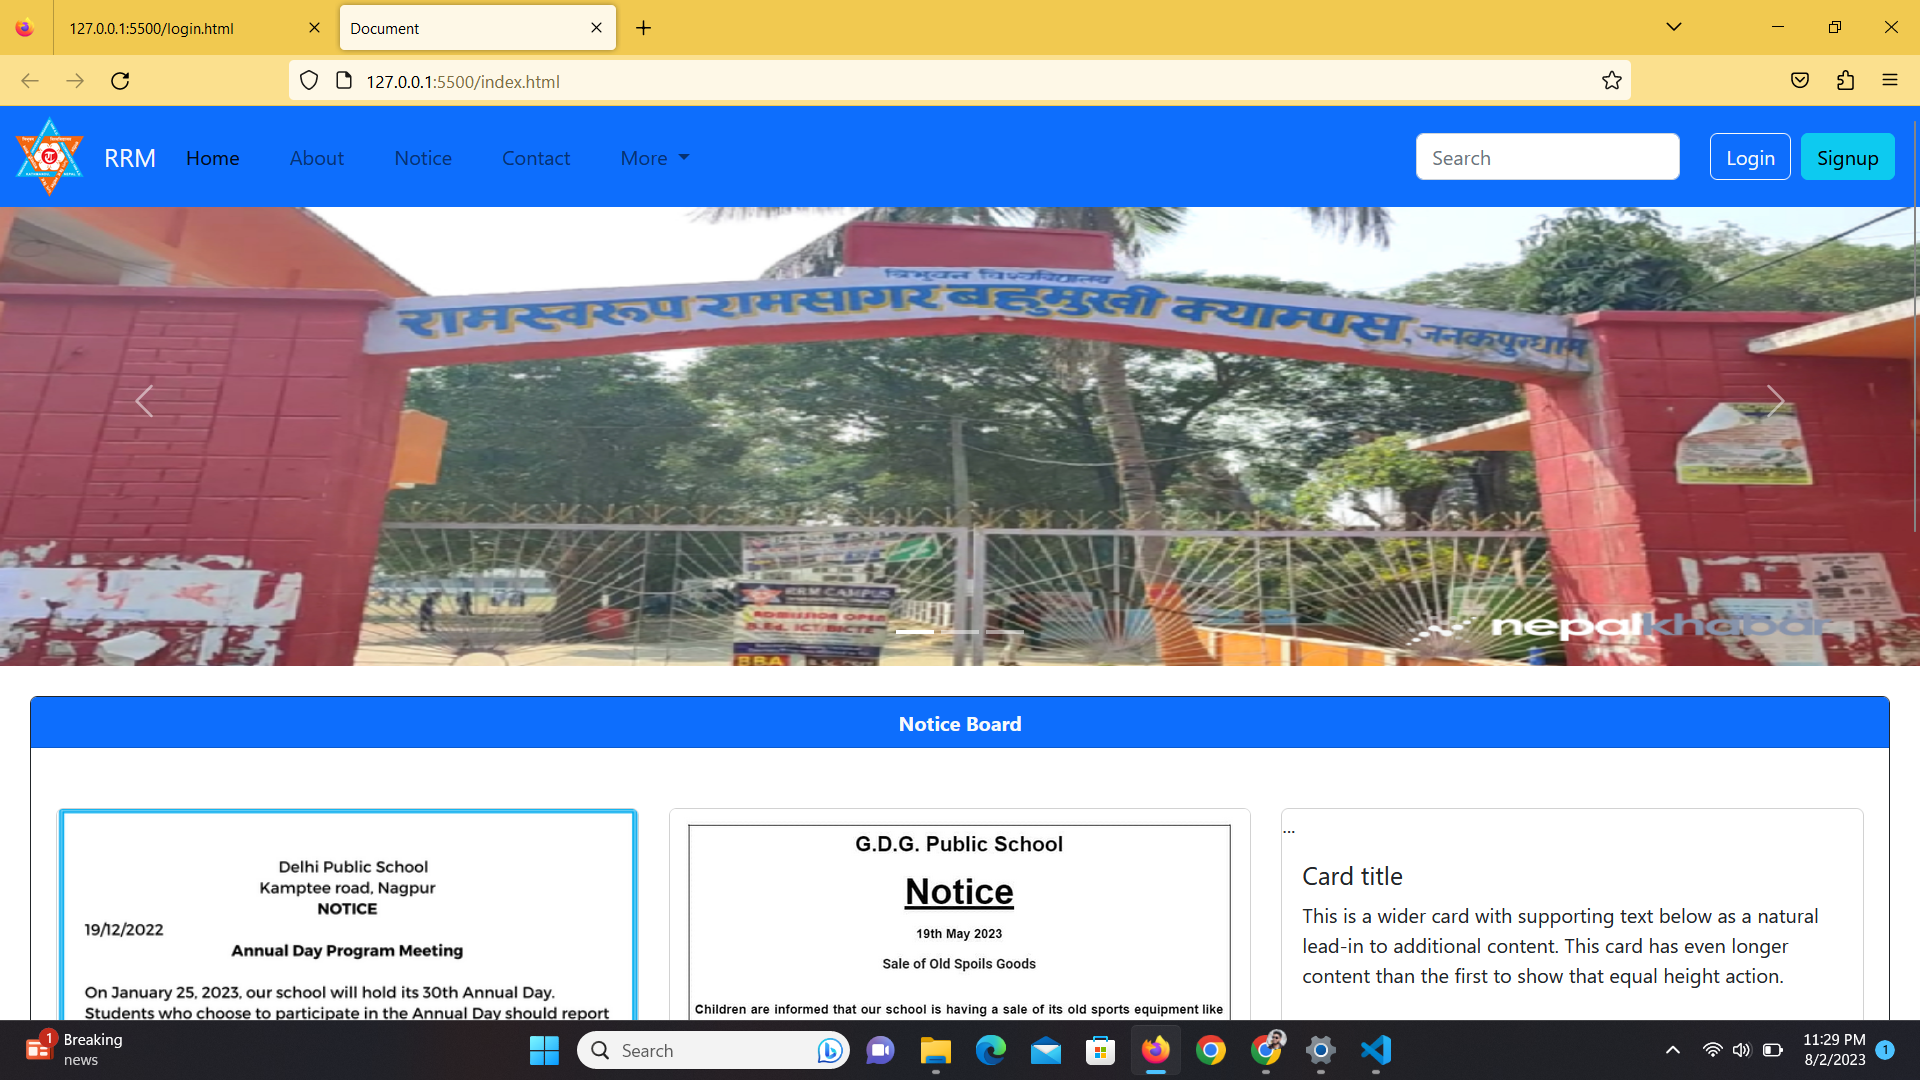 127.0.0.1:5500/login.html
Document
127.0.0.1:5500/index.html
RRM
Home
About
Notice
Contact
More
Search
Login
Signup
त्रिभुवन विश्वविद्यालय
रामस्वरूप रामसागर बहुमुखी क्याम्पस, जनकपुरधाम
RRM CAMPUS
ADMISSION OPEN
B.Ed. ICT/BICTE
BBA
nepalkhabar
Notice Board
Delhi Public School
Kamptee road, Nagpur
NOTICE
19/12/2022
Annual Day Program Meeting
On January 25, 2023, our school will hold its 30th Annual Day.
Students who choose to participate in the Annual Day should report
G.D.G. Public School
Notice
19th May 2023
Sale of Old Spoils Goods
Children are informed that our school is having a sale of its old sports equipment like
...
Card title
This is a wider card with supporting text below as a natural
lead-in to additional content. This card has even longer
content than the first to show that equal height action.
1
Breaking
news
Search
11:29 PM
8/2/2023
1